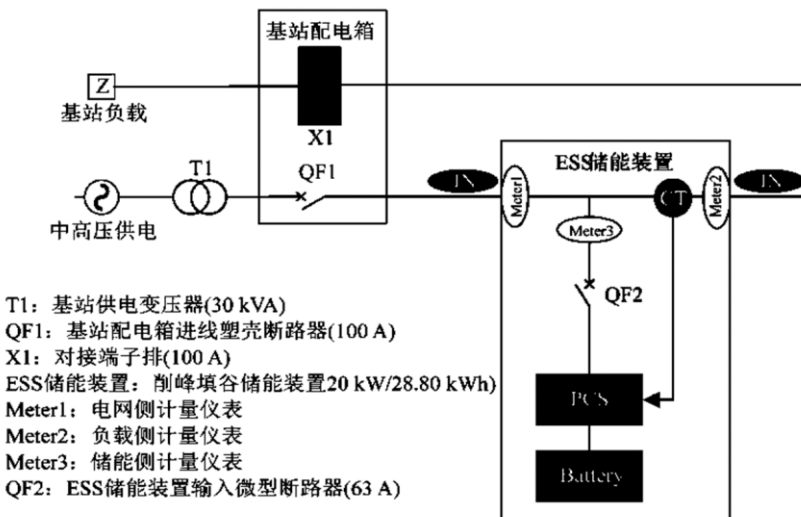 基站配电箱
Z
基站负载
X1
T1
QF1
中高压供电
ESS储能装置
IN
Meter1
CT
Meter2
IN
Meter3
QF2
PCS
Battery
T1：基站供电变压器(30 kVA)
QF1：基站配电箱进线塑壳断路器(100 A)
X1：对接端子排(100 A)
ESS储能装置：削峰填谷储能装置20 kW/28.80 kWh)
Meter1：电网侧计量仪表
Meter2：负载侧计量仪表
Meter3：储能侧计量仪表
QF2：ESS储能装置输入微型断路器(63 A)